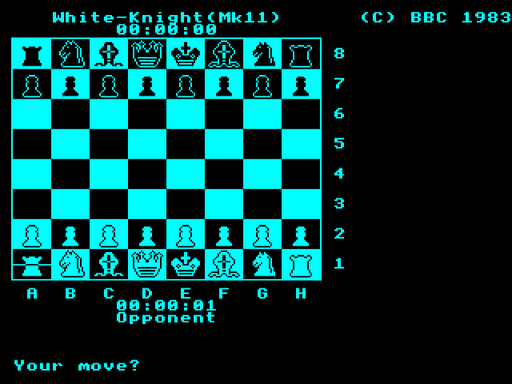 White-Knight(Mk11) (C) BBC 1983
00:00:00
8
7
6
5
4
3
2
1
A B C D E F G H
00:00:01
Opponent
Your move?